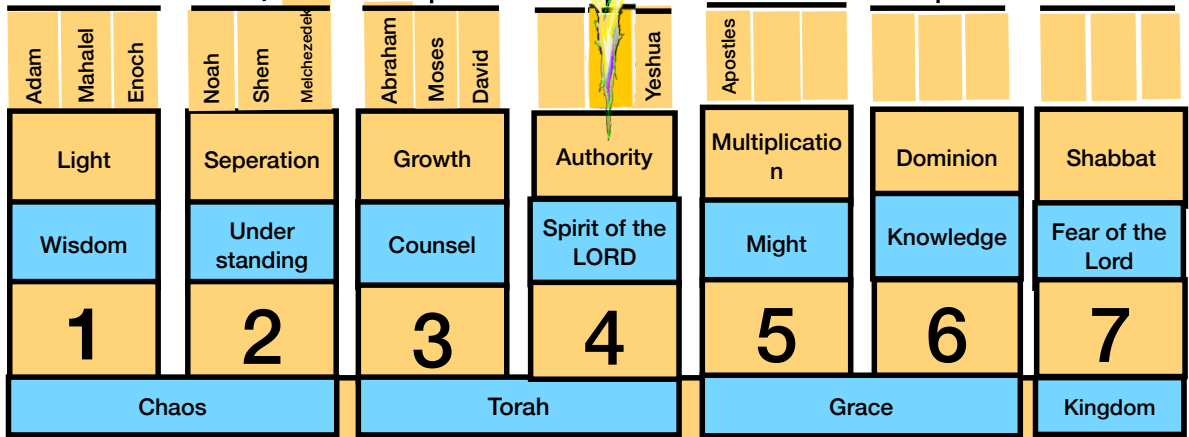 Adam
Mahalel
Enoch
Noah
Shem
Melchezedek
Abraham
Moses
David
Yeshua
Apostles
Light
Seperation
Growth
Authority
Multiplicatio
n
Dominion
Shabbat
Wisdom
Under
standing
Counsel
Spirit of the
LORD
Might
Knowledge
Fear of the
Lord
1
2
3
4
5
6
7
Chaos
Torah
Grace
Kingdom